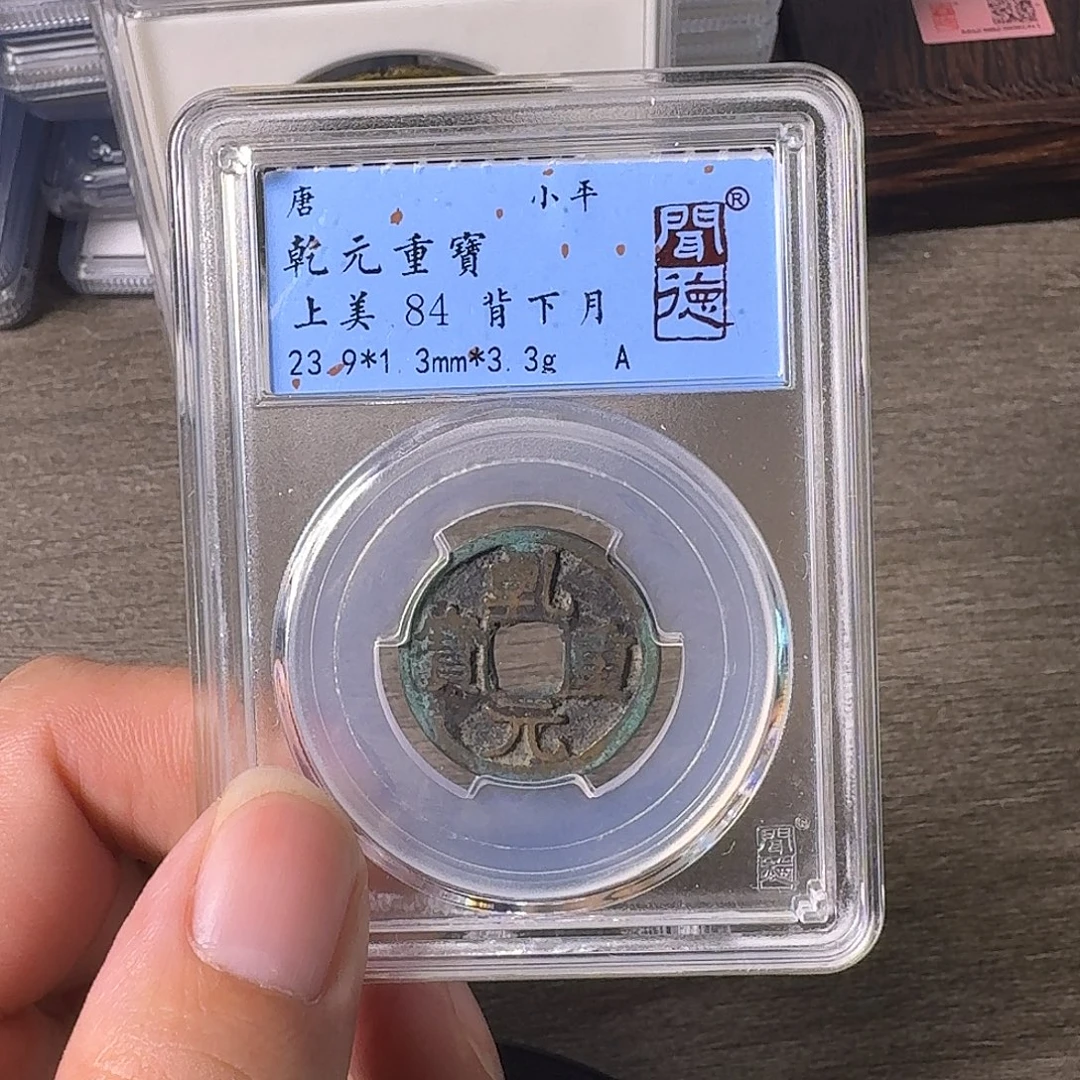 唐 小平
乾元重寶
上美 84 背下月
23.9*1.3mm*3.3g A
聞德
®
乾元重寶
聞德
®